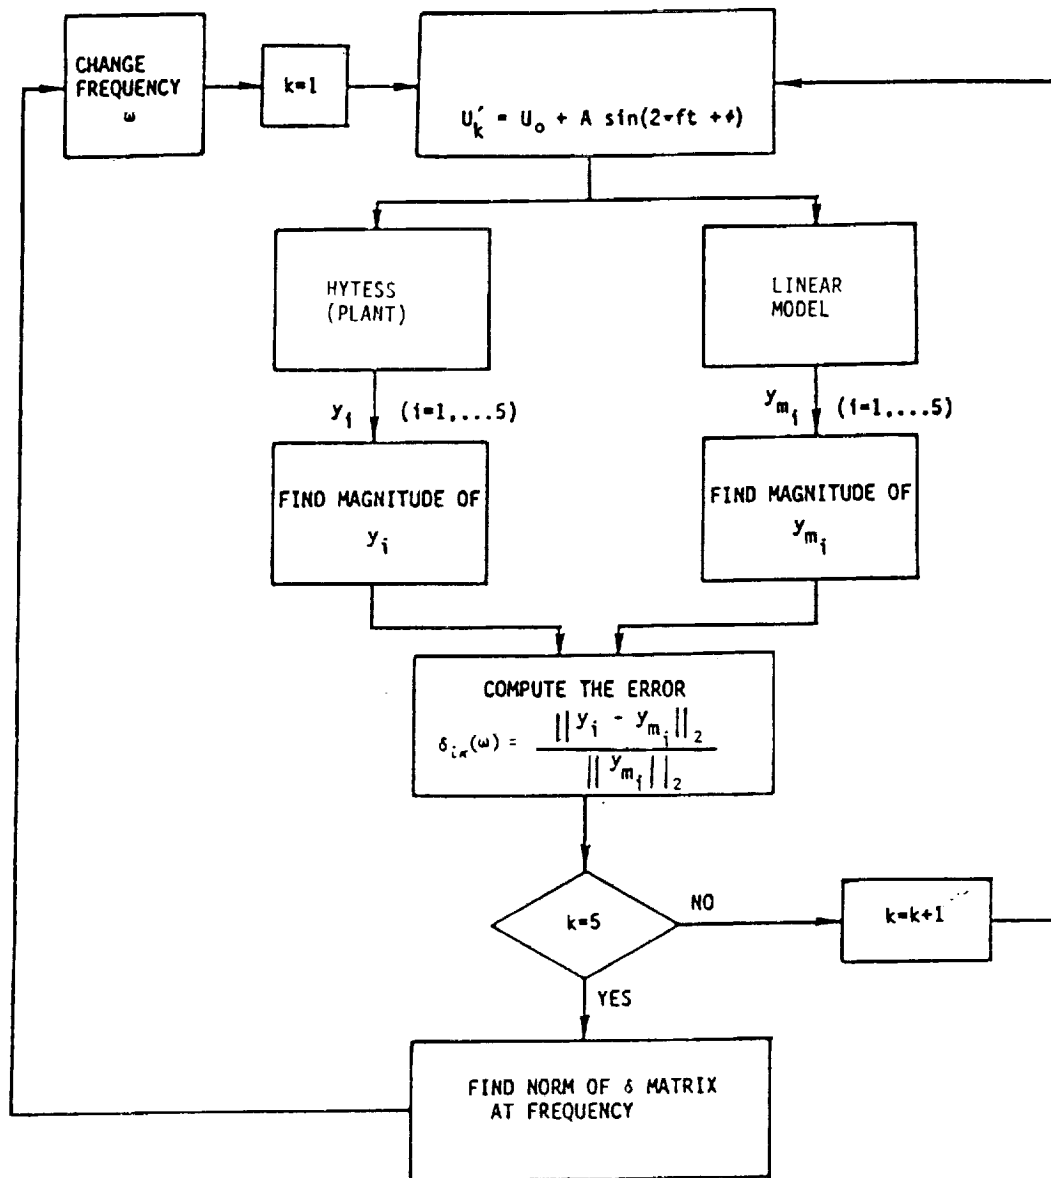 CHANGE
FREQUENCY
ω
k=1
U'k = Uo + A sin(2πft +φ)
HYTESS
(PLANT)
LINEAR
MODEL
yi (i=1,...5)
ymi (i=1,...5)
FIND MAGNITUDE OF
yi
FIND MAGNITUDE OF
ymi
COMPUTE THE ERROR
δik(ω) = ||yi - ymi||2
||ymi||2
k=5
NO
k=k+1
YES
FIND NORM OF δ MATRIX
AT FREQUENCY